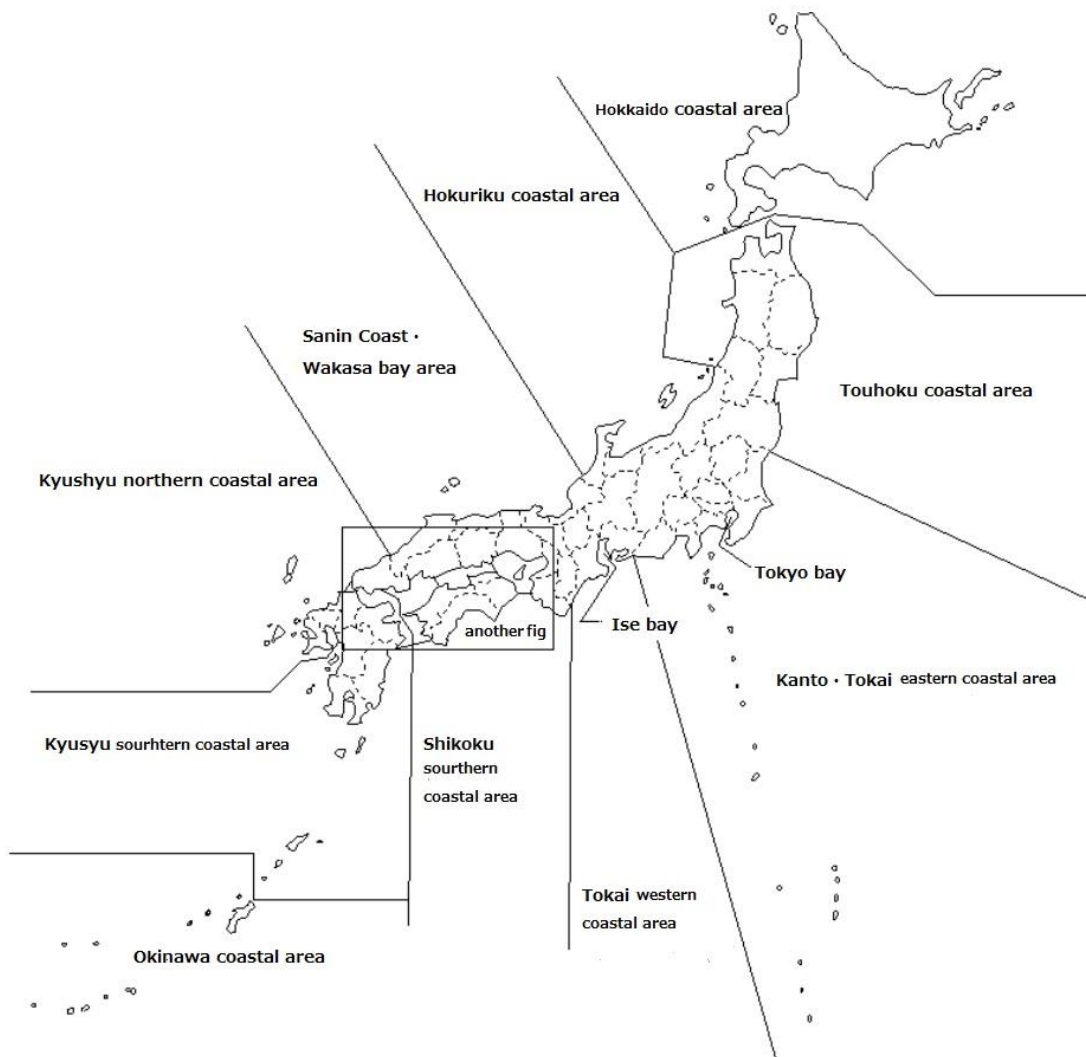 Hokkaido coastal area
Hokuriku coastal area
Sanin Coast・
Wakasa bay area
Touhoku coastal area
Kyushyu northern coastal area
Tokyo bay
another fig
Ise bay
Kanto・Tokai eastern coastal area
Kyusyu sourhtern coastal area
Shikoku
sourthern
coastal area
Tokai western
coastal area
Okinawa coastal area